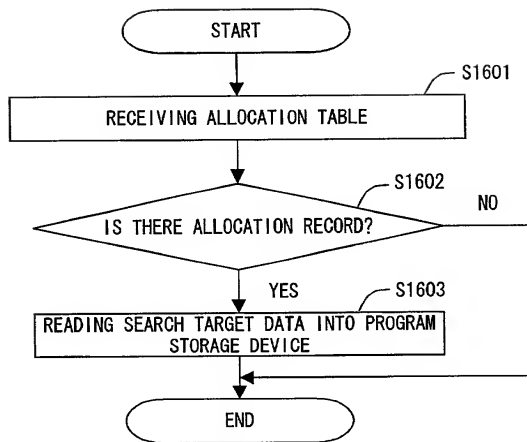 START
S1601
RECEIVING ALLOCATION TABLE
S1602
IS THERE ALLOCATION RECORD?
NO
YES
S1603
READING SEARCH TARGET DATA INTO PROGRAM
STORAGE DEVICE
END